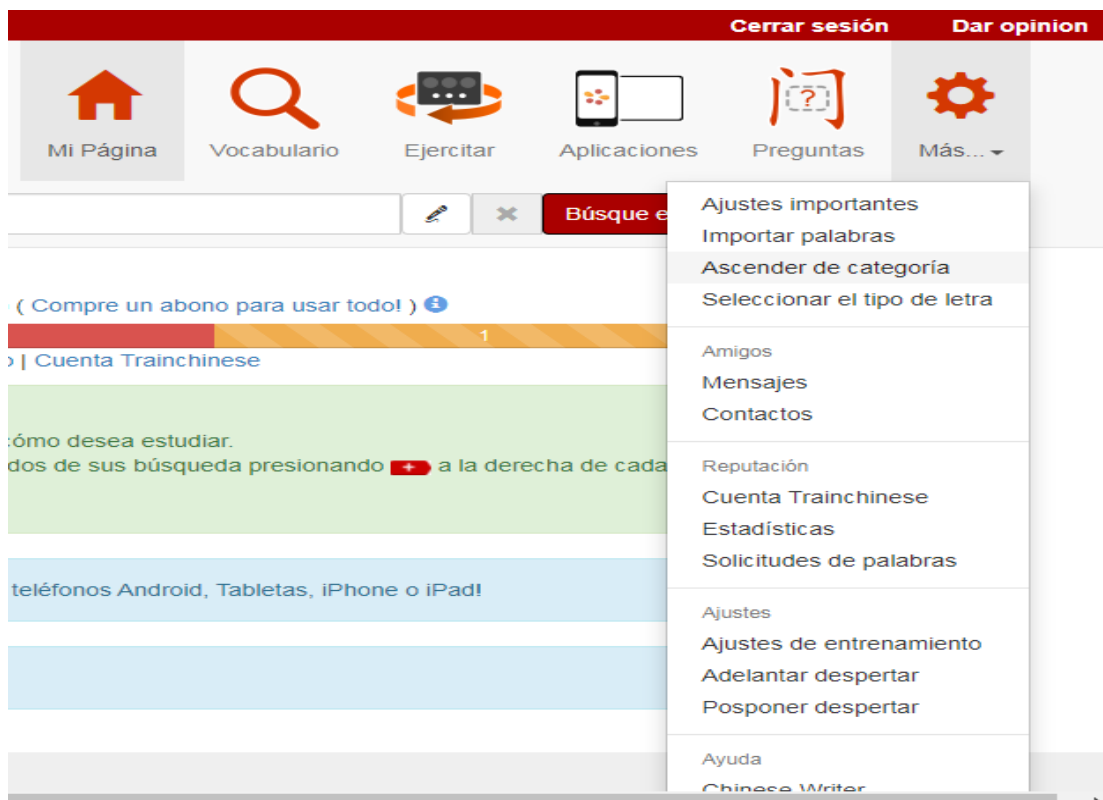 Cerrar sesión Dar opinion
Mi Página Vocabulario Ejercitar Aplicaciones Preguntas Más...
Búsque e
( Compre un abono para usar todo! )
1
| Cuenta Trainchinese
cómo desea estudiar.
dos de sus búsqueda presionando + a la derecha de cada
teléfonos Android, Tabletas, iPhone o iPad!
Ajustes importantes
Importar palabras
Ascender de categoría
Seleccionar el tipo de letra
Amigos
Mensajes
Contactos
Reputación
Cuenta Trainchinese
Estadísticas
Solicitudes de palabras
Ajustes
Ajustes de entrenamiento
Adelantar despertar
Posponer despertar
Ayuda
Chinese Writer